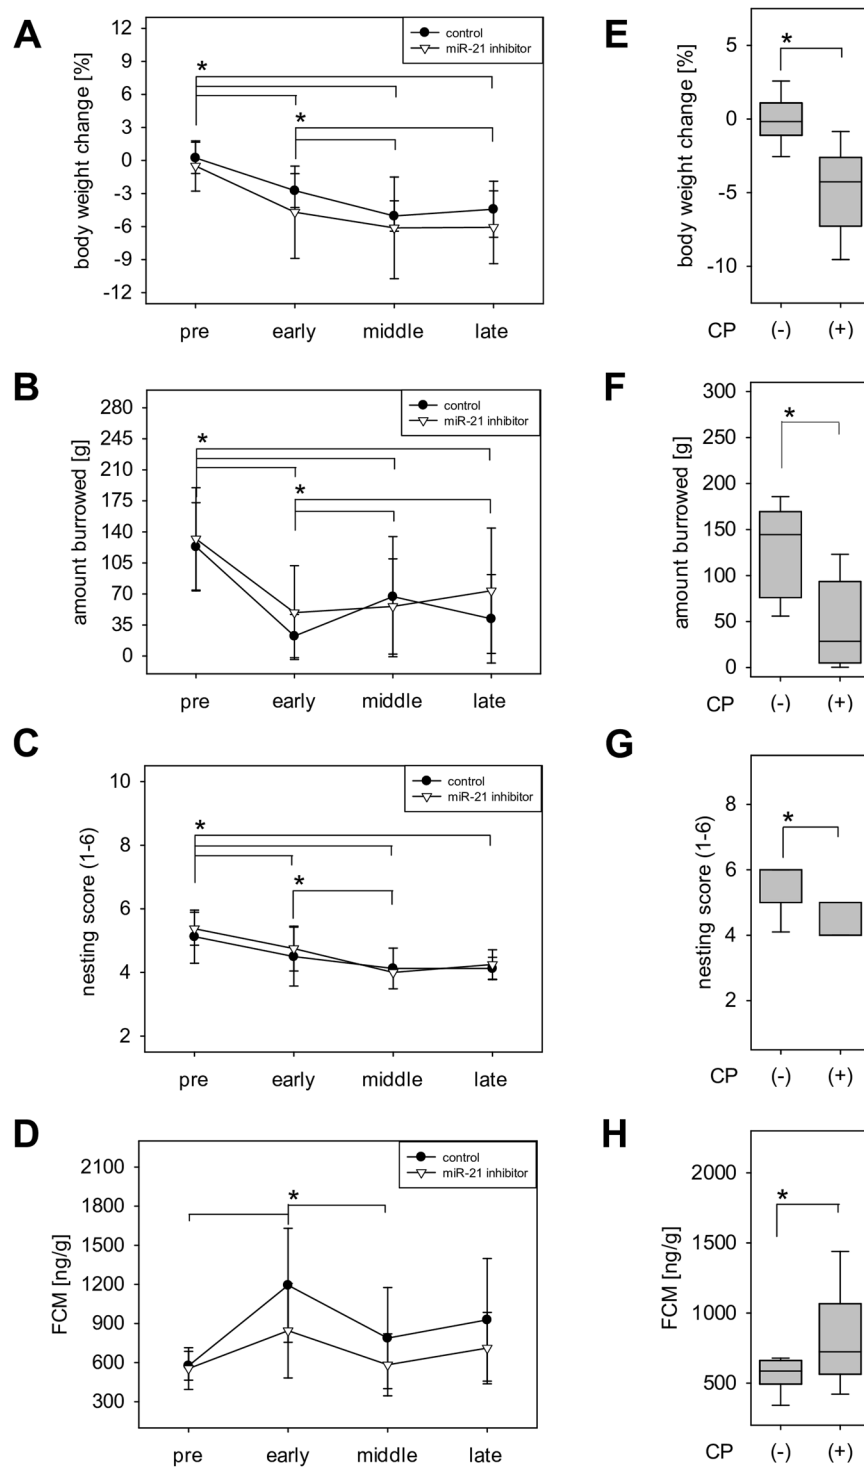 A
body weight change [%]
12
9
6
3
0
-3
-6
-9
-12
*
*
control
miR-21 inhibitor
pre early middle late
E
body weight change [%]
5
0
-5
-10
*
CP (-) (+)
B
amount burrowed [g]
280
245
210
175
140
105
70
35
0
*
*
control
miR-21 inhibitor
pre early middle late
F
amount burrowed [g]
300
250
200
150
100
50
0
*
CP (-) (+)
C
nesting score (1-6)
10
8
6
4
2
*
*
control
miR-21 inhibitor
pre early middle late
G
nesting score (1-6)
8
6
4
2
*
CP (-) (+)
D
FCM [ng/g]
2100
1800
1500
1200
900
600
300
*
control
miR-21 inhibitor
pre early middle late
H
FCM [ng/g]
2000
1500
1000
500
*
CP (-) (+)